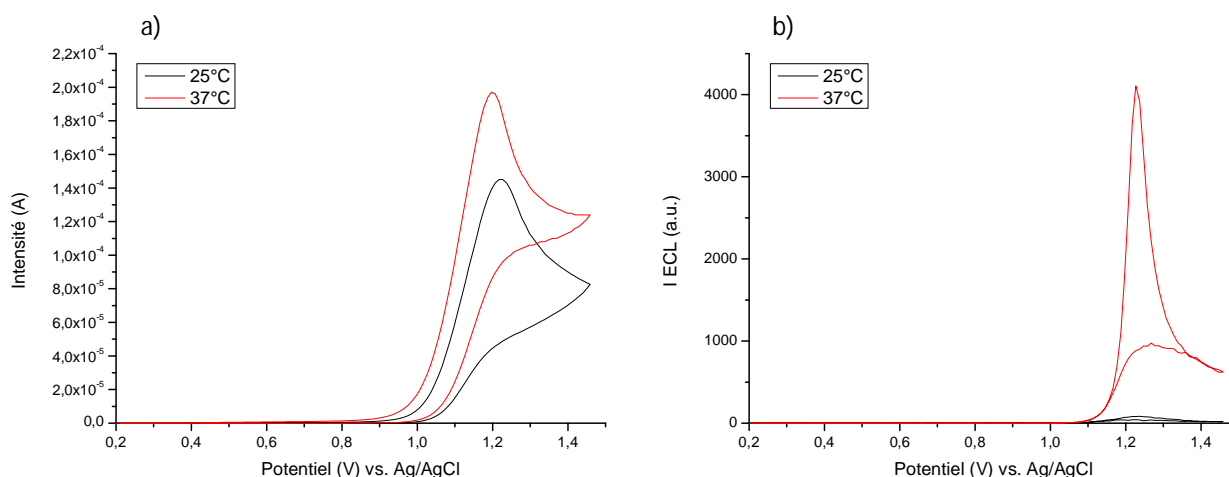 a)
25°C
37°C
2,2x10⁻⁴
2,0x10⁻⁴
1,8x10⁻⁴
1,6x10⁻⁴
1,4x10⁻⁴
1,2x10⁻⁴
1,0x10⁻⁴
8,0x10⁻⁵
6,0x10⁻⁵
4,0x10⁻⁵
2,0x10⁻⁵
0,0
Intensité (A)
0,2 0,4 0,6 0,8 1,0 1,2 1,4
Potentiel (V) vs. Ag/AgCl
b)
25°C
37°C
4000
3000
2000
1000
0
I ECL (a.u.)
0,2 0,4 0,6 0,8 1,0 1,2 1,4
Potentiel (V) vs. Ag/AgCl